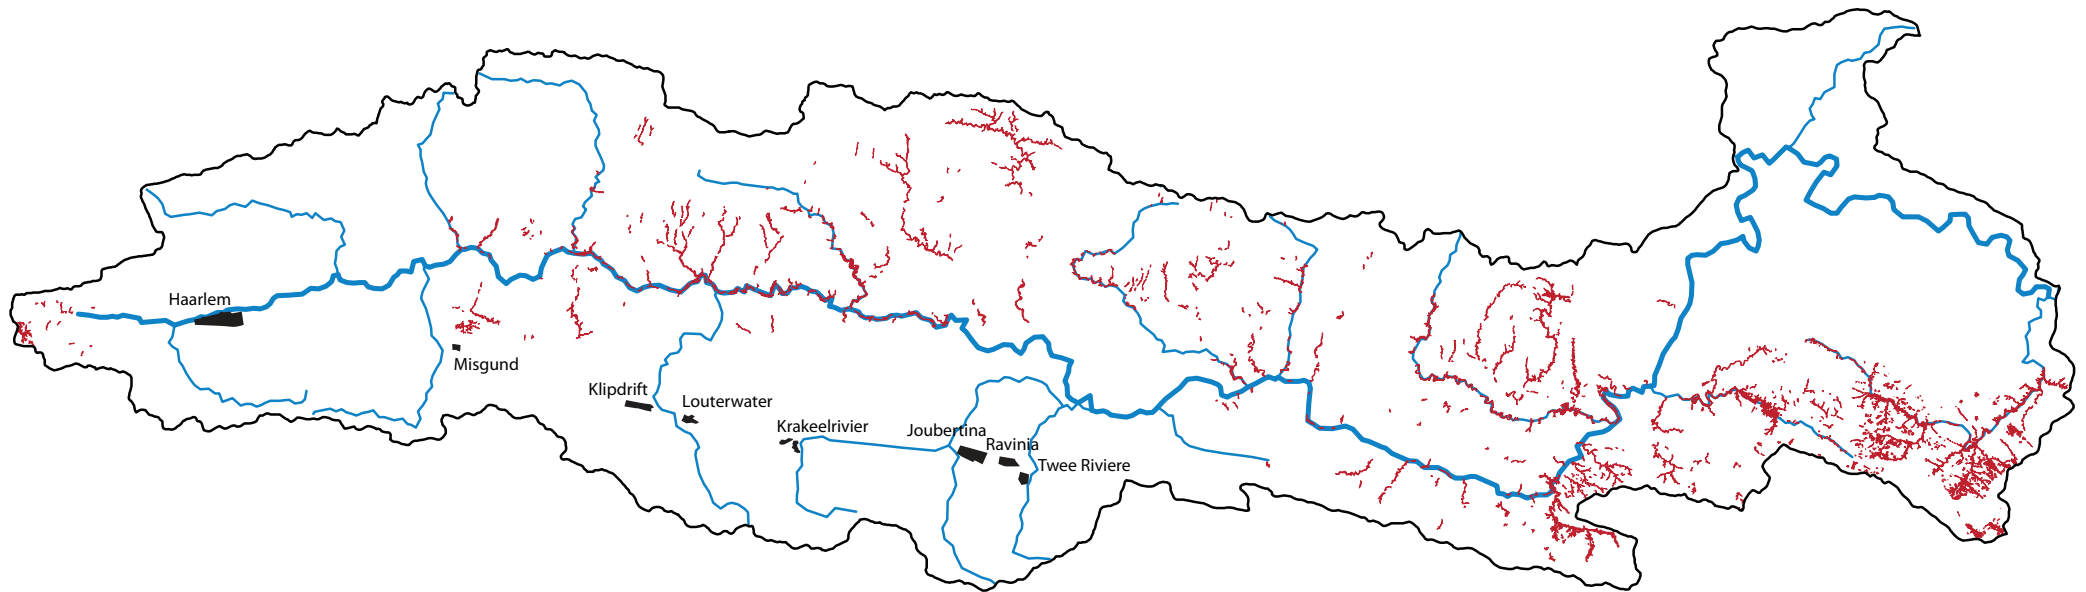 Haarlem
Misgund
Klipdrift
Louterwater
Krakeelrivier
Joubertina
Ravinia
Twee Riviere